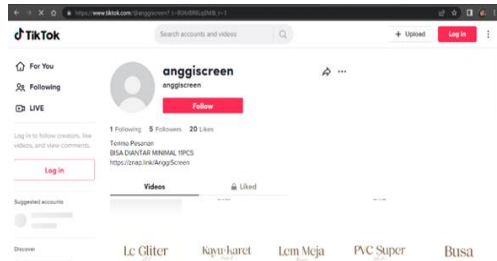 TikTok
Search accounts and videos
+ Upload
Log in
For You
Following
LIVE
anggiscreen
anggiscreen
Follow
1 Following 5 Followers 20 Likes
Terima Pesanan
BISA DIANTAR MINIMAL 11PCS
https://znap.link/AnggiScreen
Log in to follow creators, like
videos, and view comments.
Log in
Videos
Liked
Suggested accounts
Discover
Lc Gliter
Kayu karet
Lem Meja
PVC Super
Busa